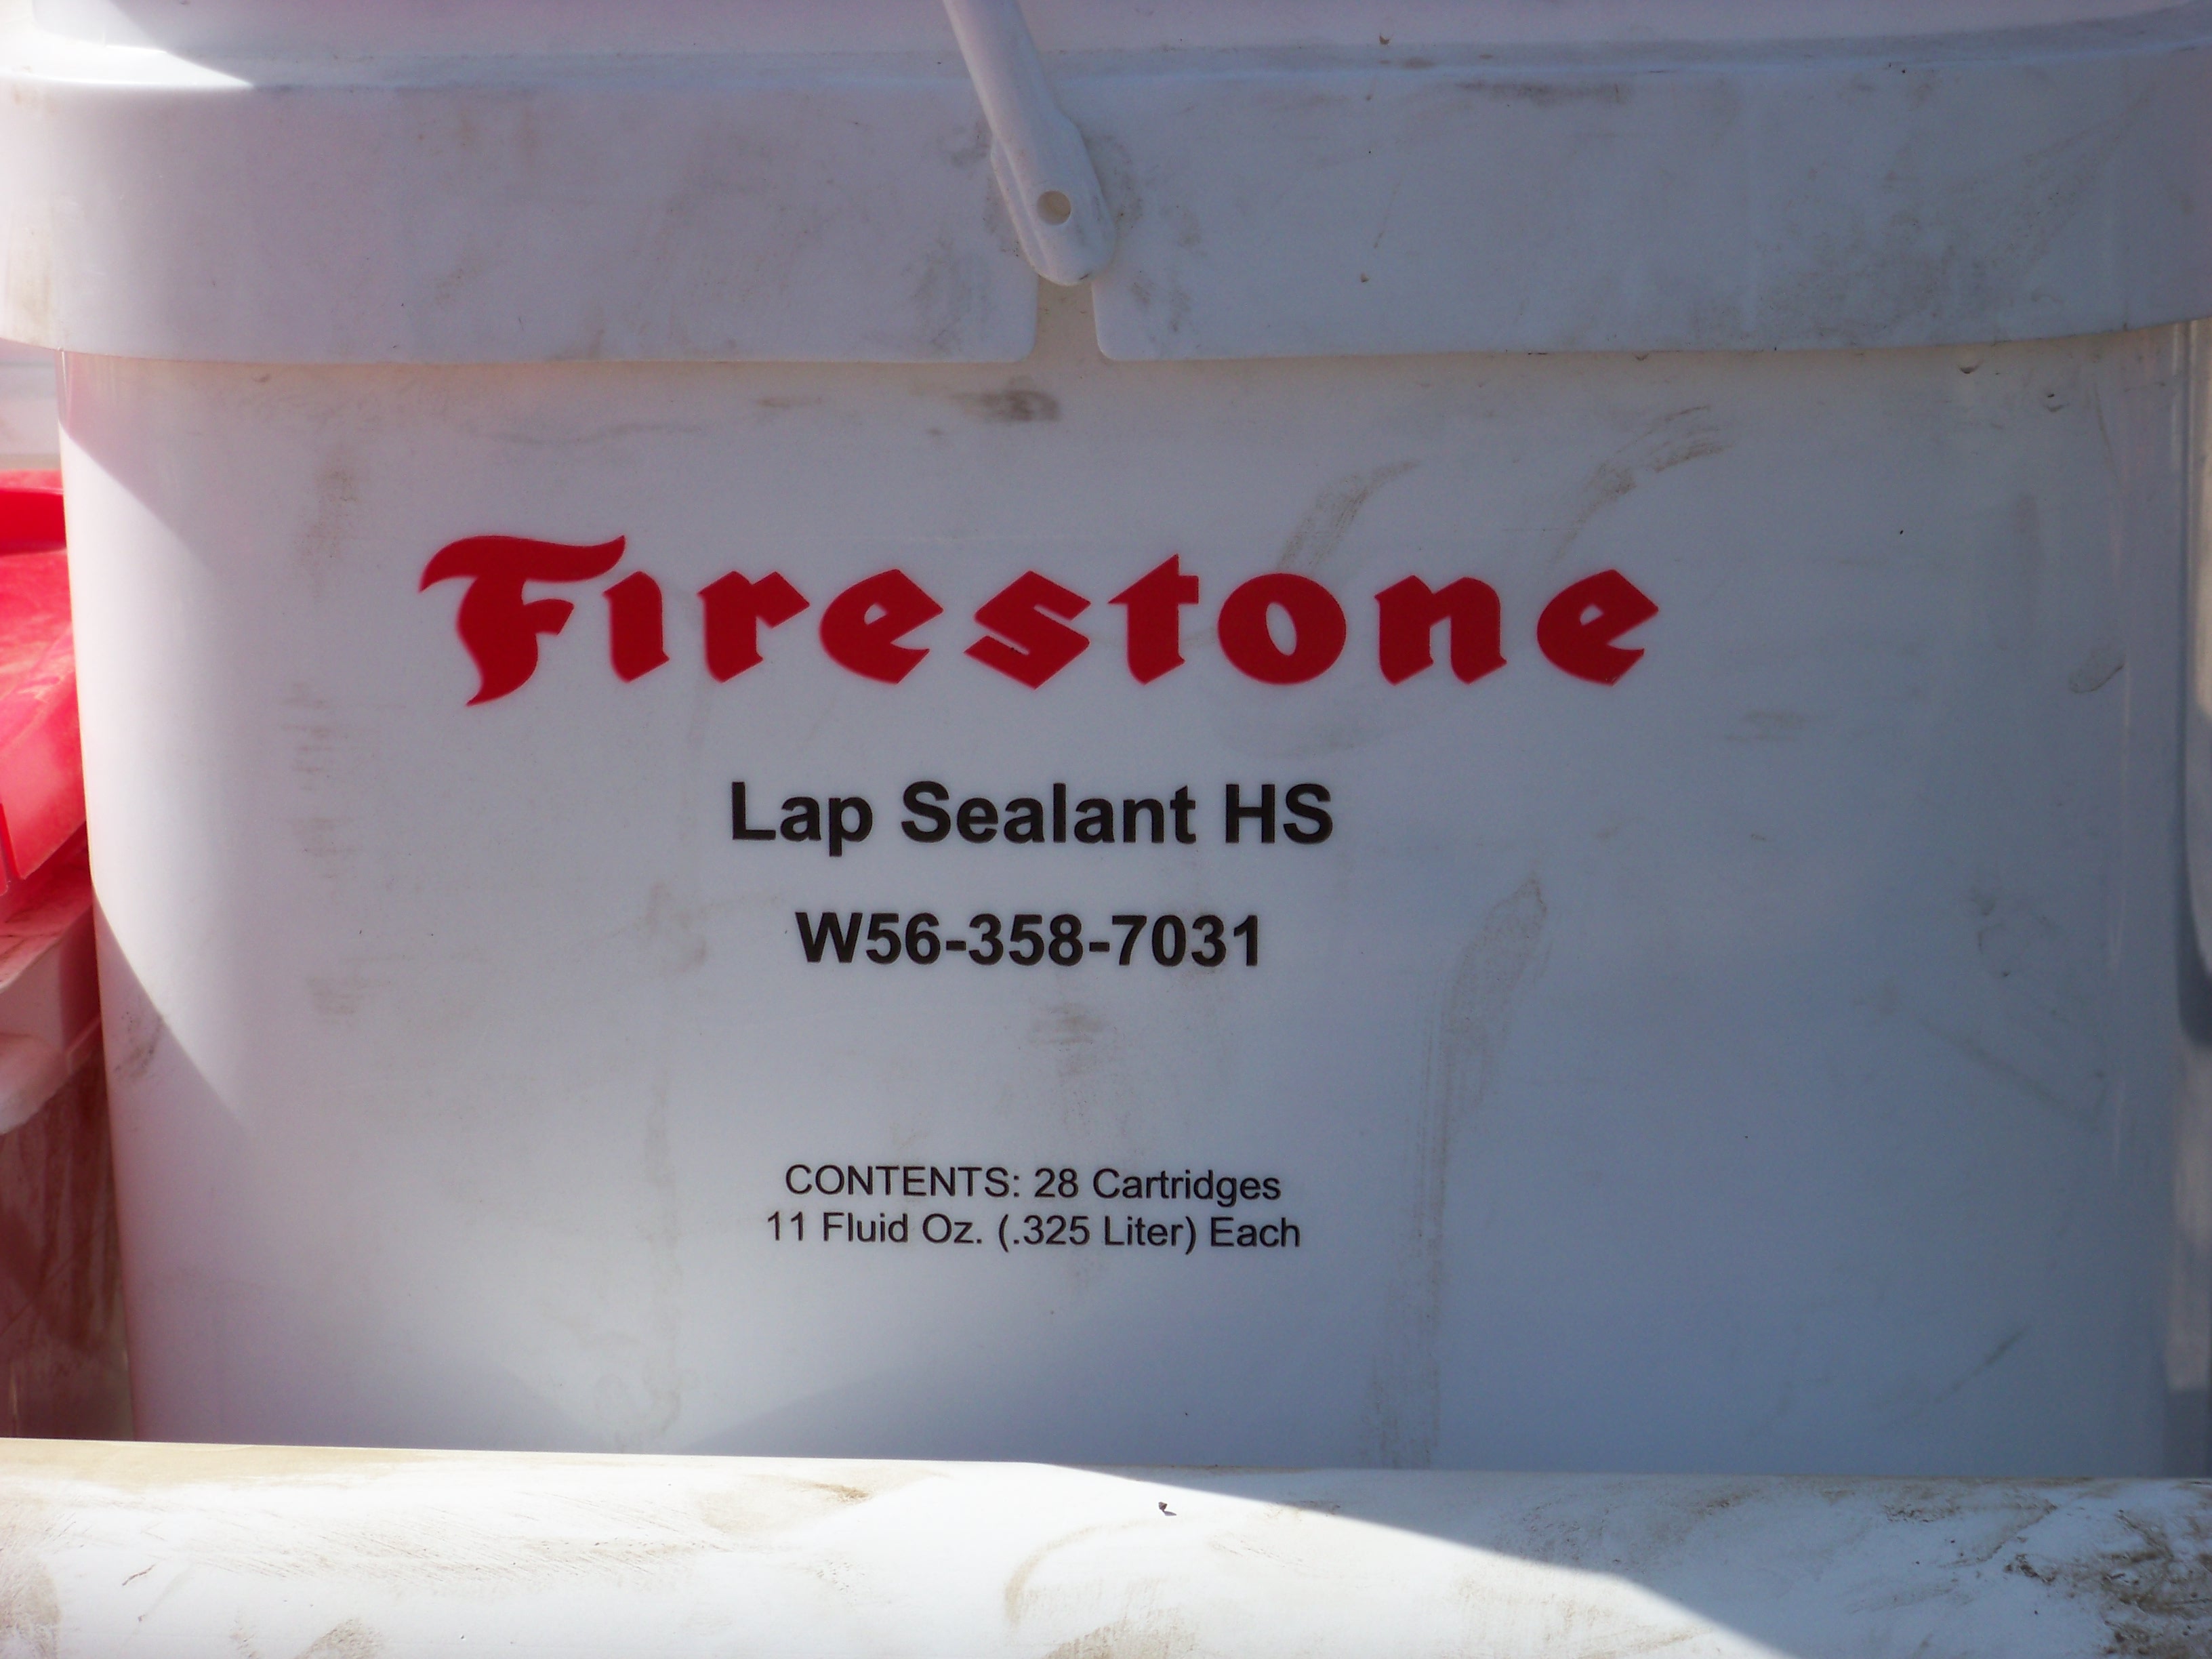 Firestone
Lap Sealant HS
W56-358-7031
CONTENTS: 28 Cartridges
11 Fluid Oz. (.325 Liter) Each